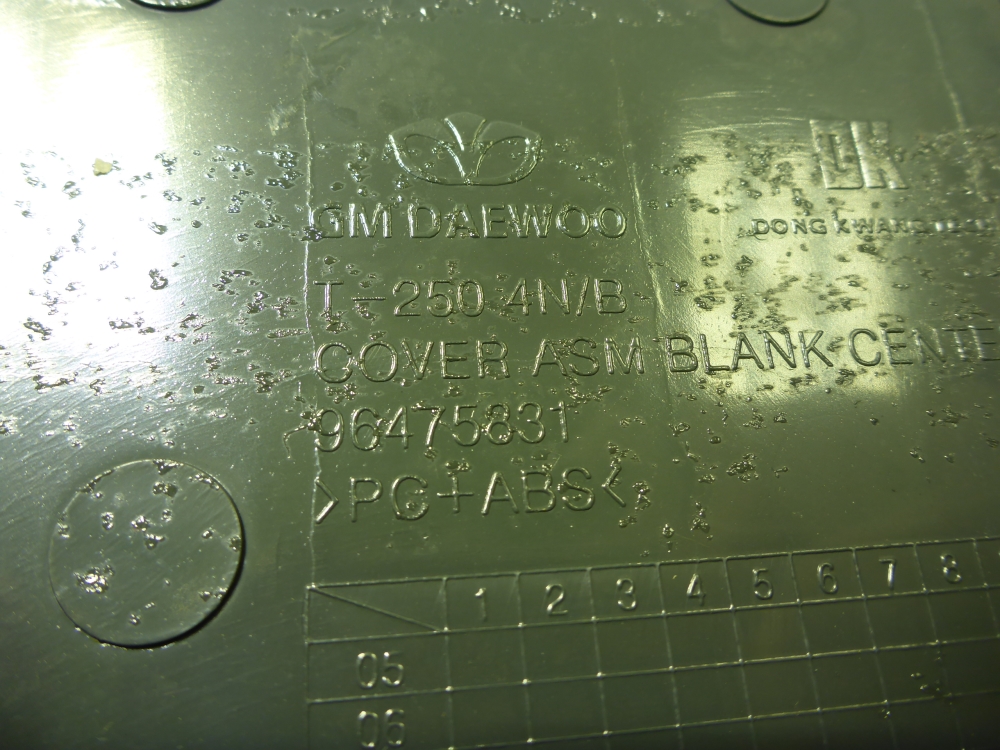 DK
GM DAEWOO
DONG KWANG
T-250 4N/B
COVER ASM BLANK CENTE
96475831
>PC+ABS<
1 2 3 4 5 6 7 8
05
06